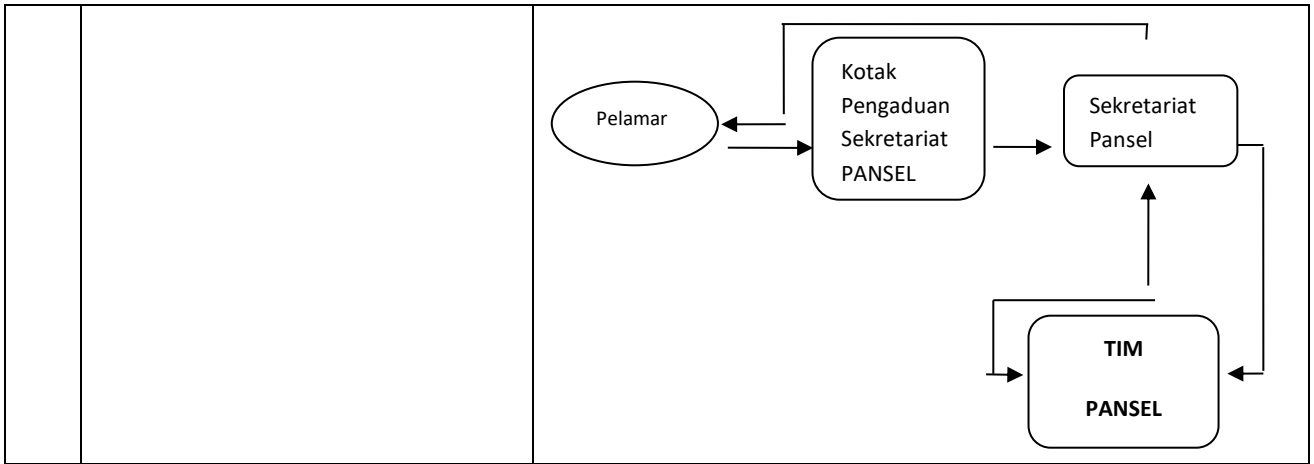 Pelamar
Kotak
Pengaduan
Sekretariat
PANSEL
Sekretariat
Pansel
TIM
PANSEL